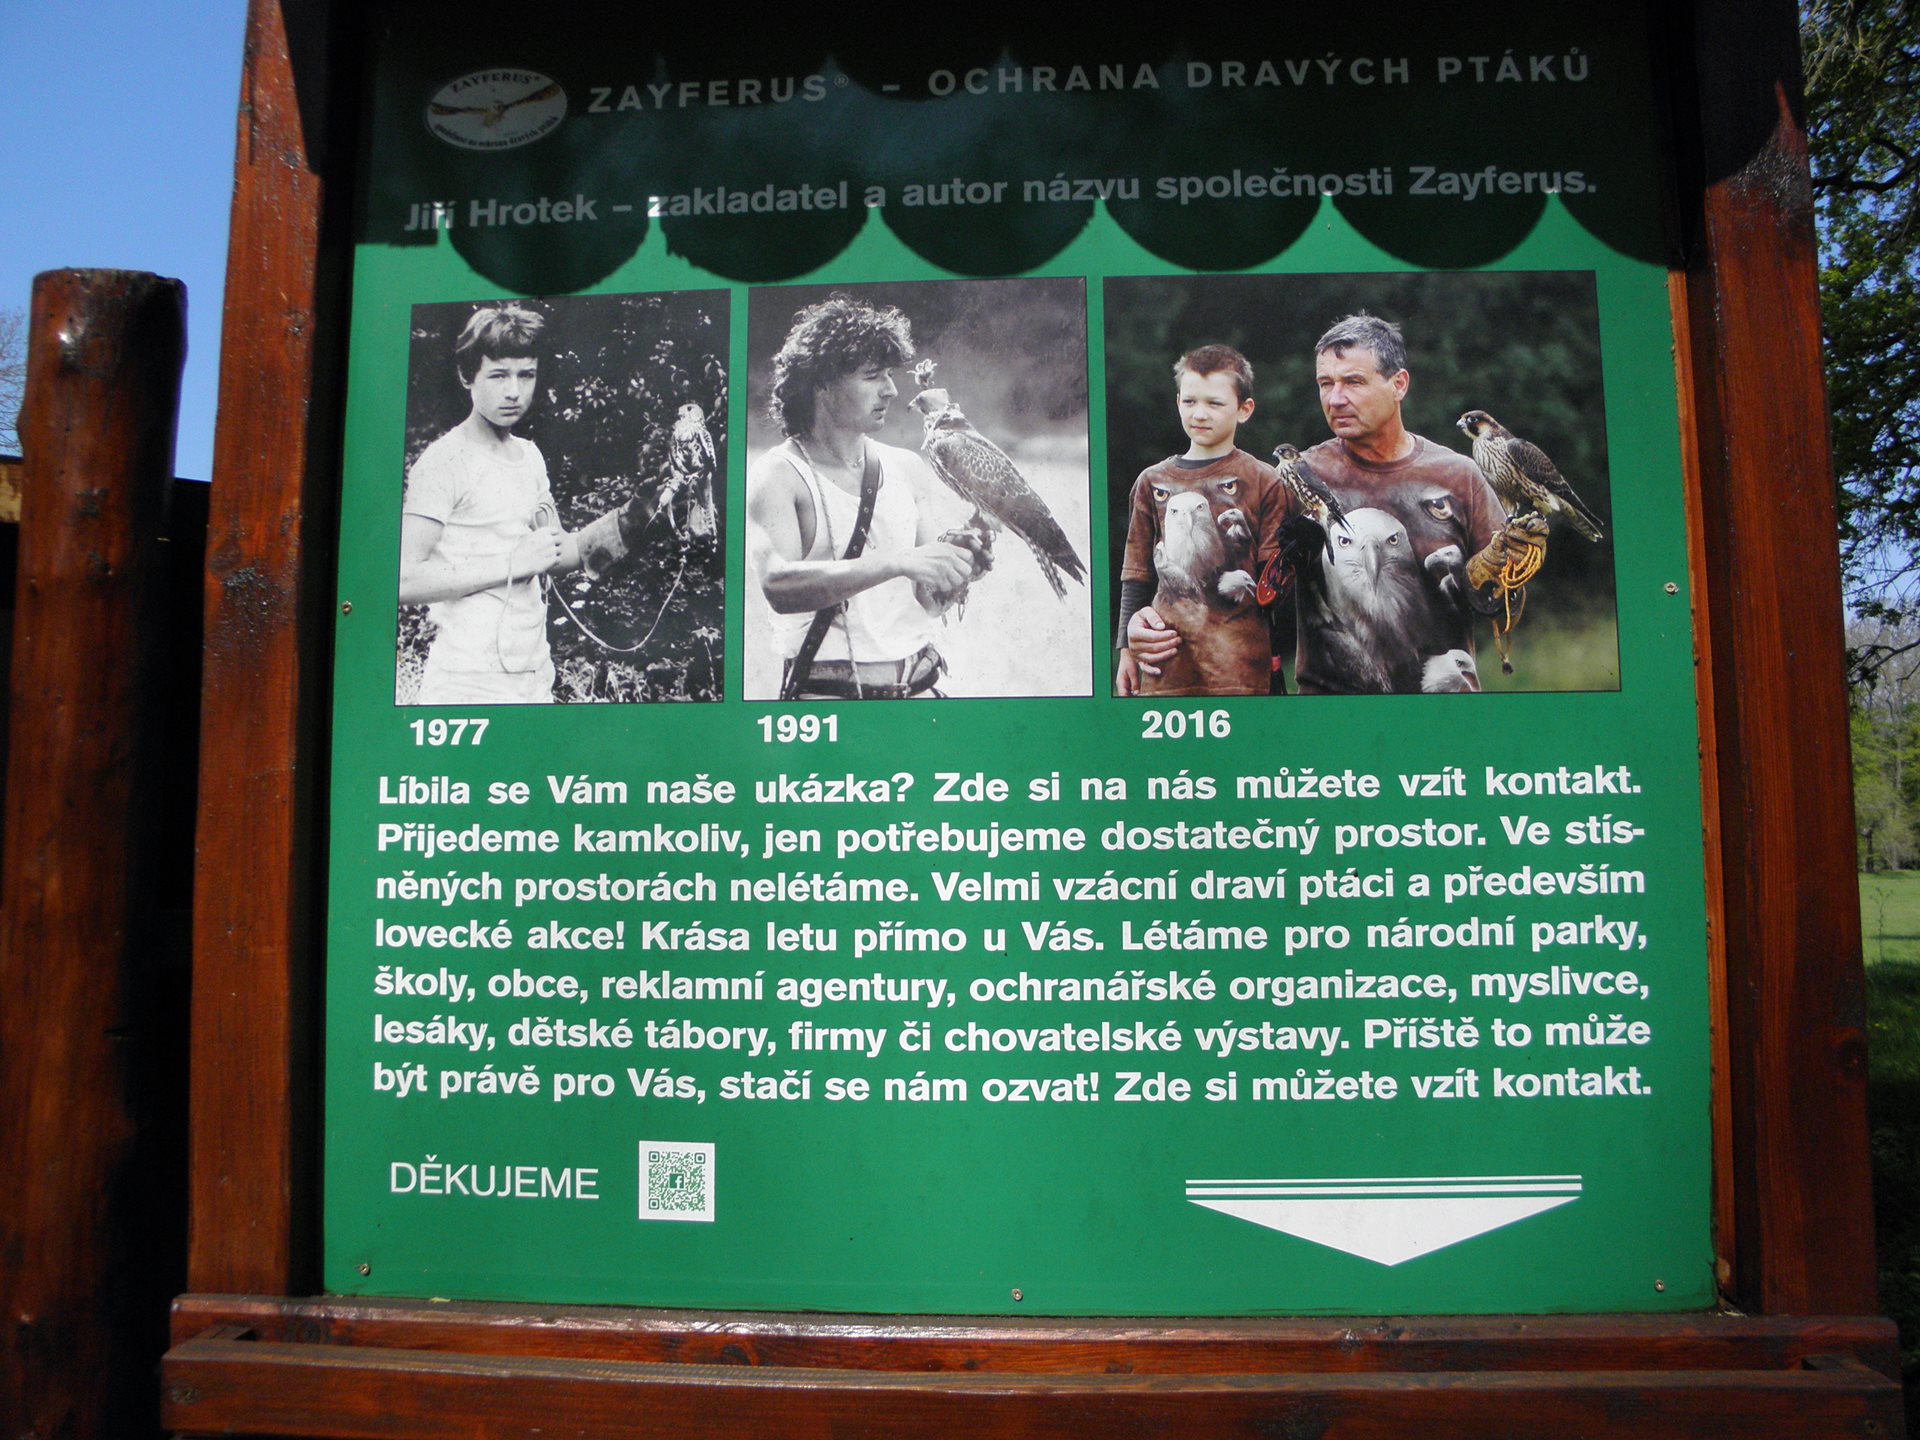 ZAYFERUS®
ZAYFERUS® – OCHRANA DRAVÝCH PTÁKŮ
Jiří Hrotek – zakladatel a autor názvu společnosti Zayferus.
1977 1991 2016
Líbila se Vám naše ukázka? Zde si na nás můžete vzít kontakt.
Přijedeme kamkoliv, jen potřebujeme dostatečný prostor. Ve stís-
něných prostorách nelétáme. Velmi vzácní draví ptáci a především
lovecké akce! Krása letu přímo u Vás. Létáme pro národní parky,
školy, obce, reklamní agentury, ochranářské organizace, myslivce,
lesáky, dětské tábory, firmy či chovatelské výstavy. Příště to může
být právě pro Vás, stačí se nám ozvat! Zde si můžete vzít kontakt.
DĚKUJEME
f